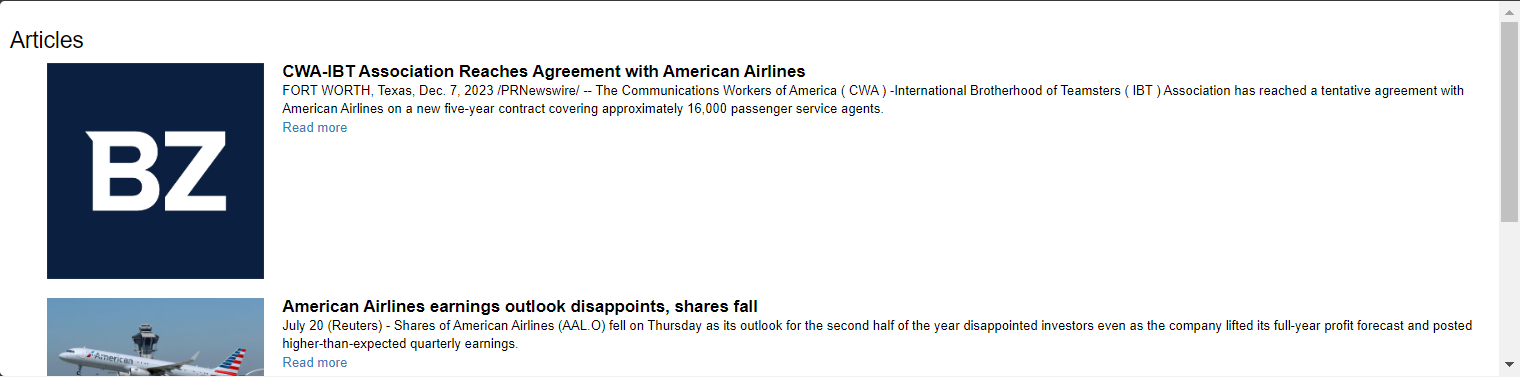 Articles
BZ
CWA-IBT Association Reaches Agreement with American Airlines
FORT WORTH, Texas, Dec. 7, 2023 /PRNewswire/ -- The Communications Workers of America ( CWA ) -International Brotherhood of Teamsters ( IBT ) Association has reached a tentative agreement with
American Airlines on a new five-year contract covering approximately 16,000 passenger service agents.
Read more
American
American Airlines earnings outlook disappoints, shares fall
July 20 (Reuters) - Shares of American Airlines (AAL.O) fell on Thursday as its outlook for the second half of the year disappointed investors even as the company lifted its full-year profit forecast and posted
higher-than-expected quarterly earnings.
Read more